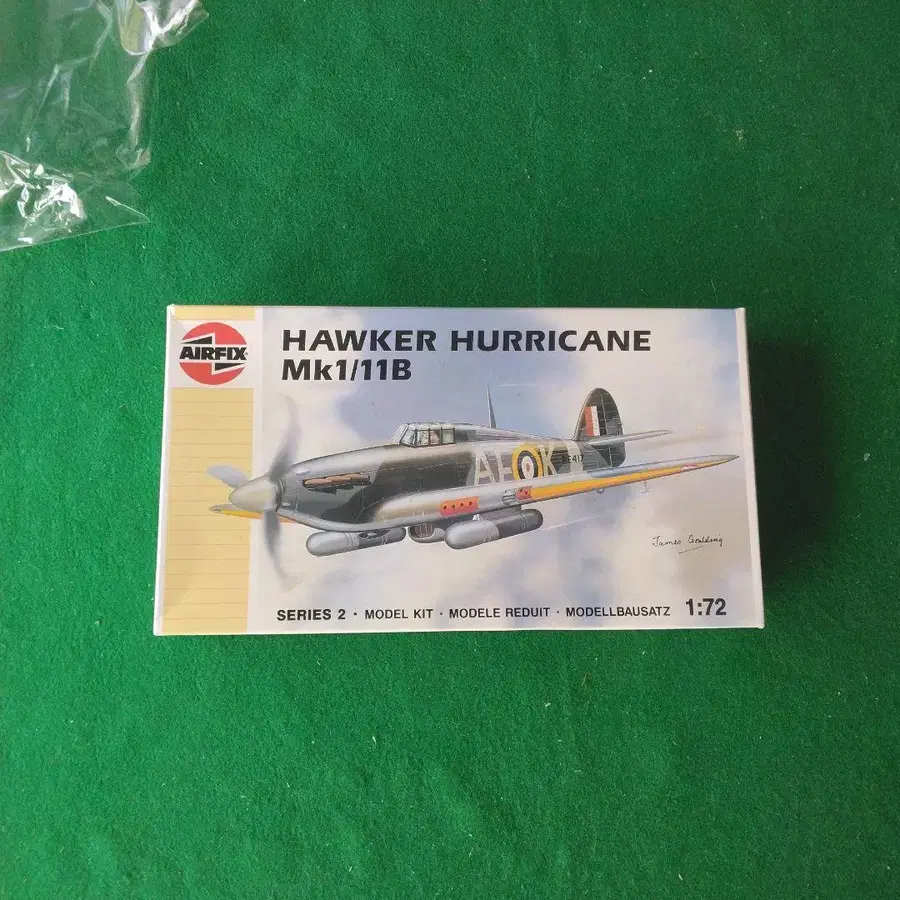 AIRFIX
HAWKER HURRICANE
Mk1/11B
AE K
James Goulding
SERIES 2 · MODEL KIT · MODELE REDUIT · MODELLBAUSATZ 1:72